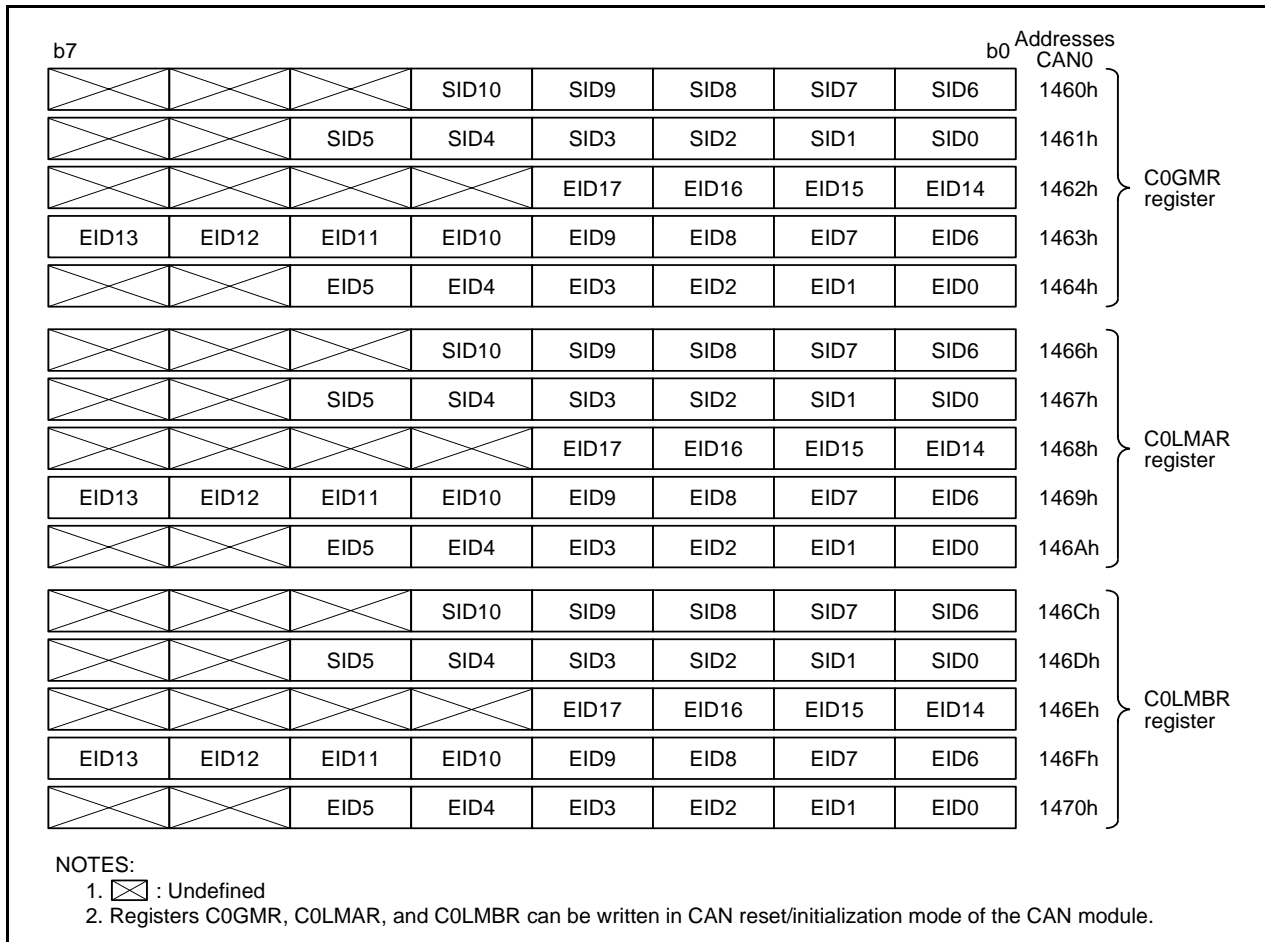 b7 b0 Addresses
CAN0
SID10 SID9 SID8 SID7 SID6 1460h
SID5 SID4 SID3 SID2 SID1 SID0 1461h
EID17 EID16 EID15 EID14 1462h
C0GMR
register
EID13 EID12 EID11 EID10 EID9 EID8 EID7 EID6 1463h
EID5 EID4 EID3 EID2 EID1 EID0 1464h
SID10 SID9 SID8 SID7 SID6 1466h
SID5 SID4 SID3 SID2 SID1 SID0 1467h
EID17 EID16 EID15 EID14 1468h
C0LMAR
register
EID13 EID12 EID11 EID10 EID9 EID8 EID7 EID6 1469h
EID5 EID4 EID3 EID2 EID1 EID0 146Ah
SID10 SID9 SID8 SID7 SID6 146Ch
SID5 SID4 SID3 SID2 SID1 SID0 146Dh
EID17 EID16 EID15 EID14 146Eh
C0LMBR
register
EID13 EID12 EID11 EID10 EID9 EID8 EID7 EID6 146Fh
EID5 EID4 EID3 EID2 EID1 EID0 1470h
NOTES:
1. : Undefined
2. Registers C0GMR, C0LMAR, and C0LMBR can be written in CAN reset/initialization mode of the CAN module.